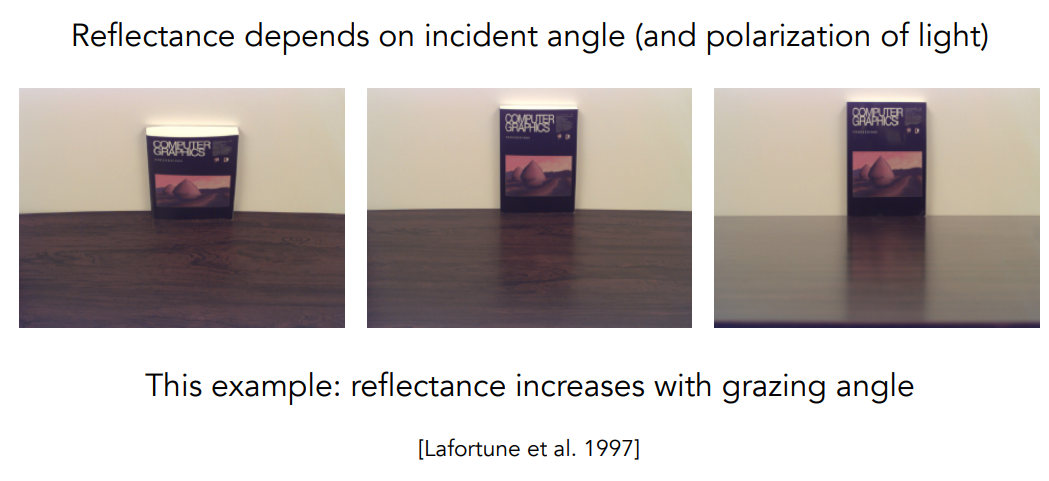 Reflectance depends on incident angle (and polarization of light)
COMPUTER
GRAPHICS
COMPUTER
GRAPHICS
COMPUTER
GRAPHICS
This example: reflectance increases with grazing angle
[Lafortune et al. 1997]